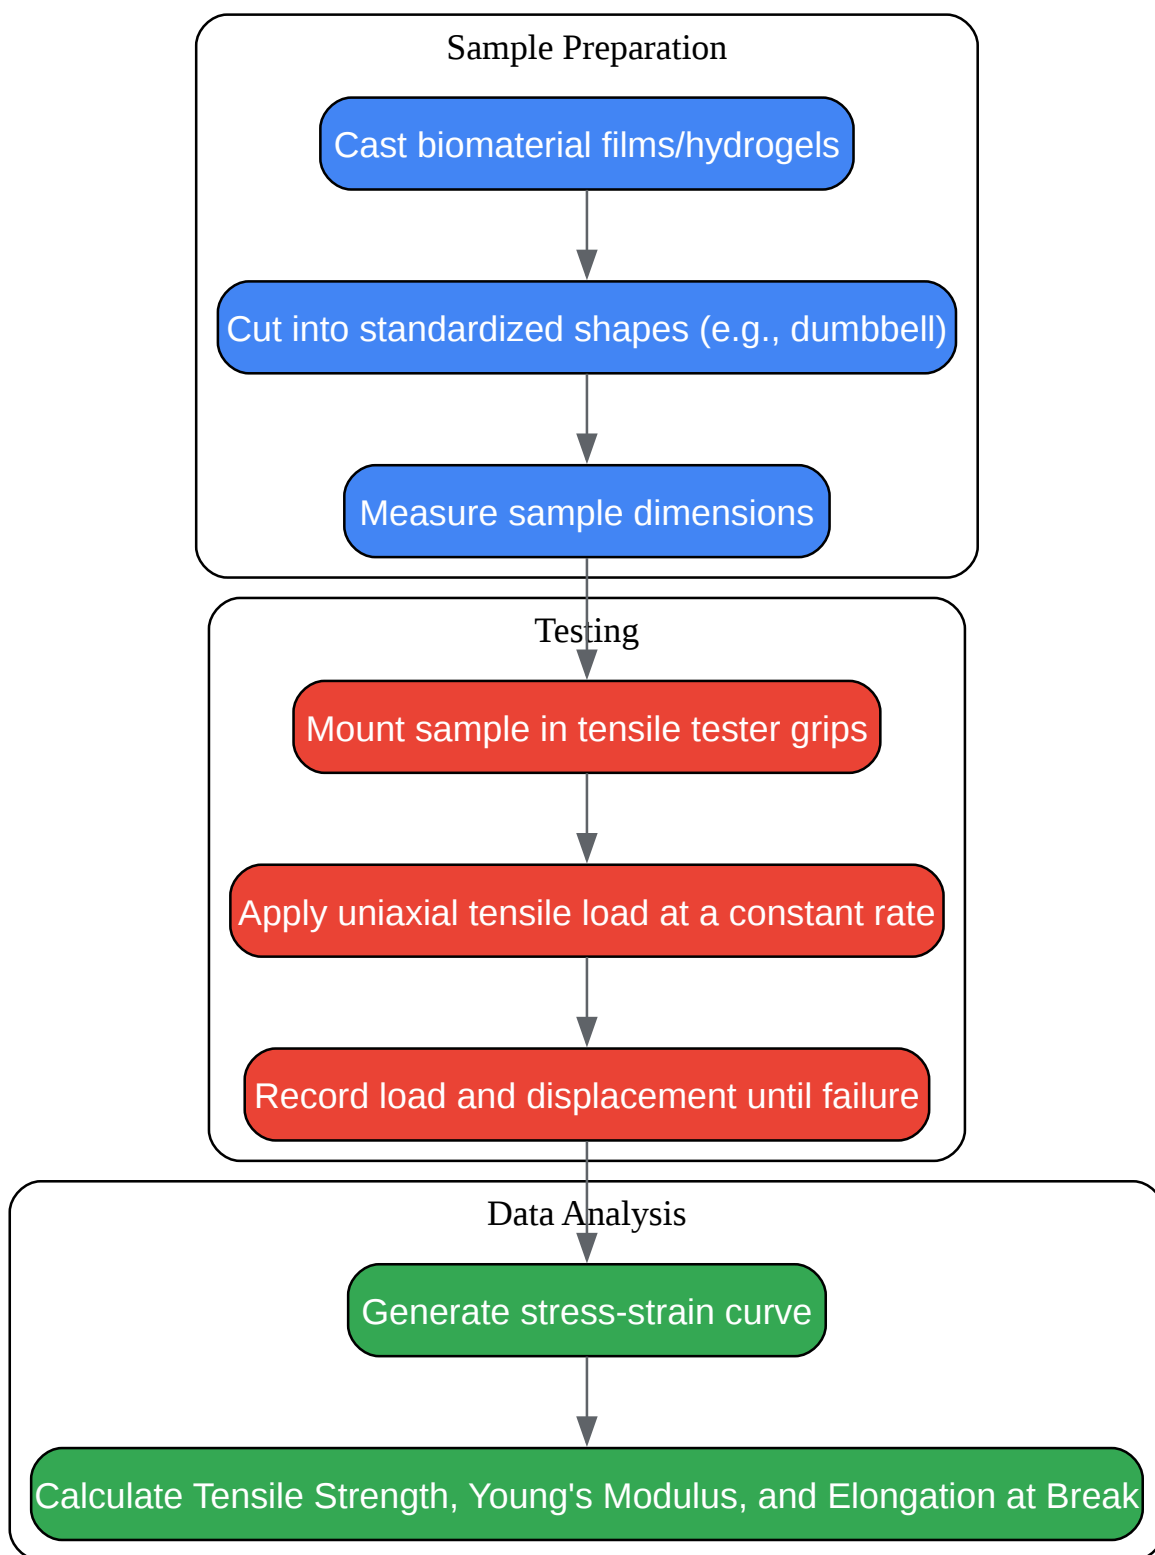 Sample Preparation
Cast biomaterial films/hydrogels
Cut into standardized shapes (e.g., dumbbell)
Measure sample dimensions
Testing
Mount sample in tensile tester grips
Apply uniaxial tensile load at a constant rate
Record load and displacement until failure
Data Analysis
Generate stress-strain curve
Calculate Tensile Strength, Young's Modulus, and Elongation at Break